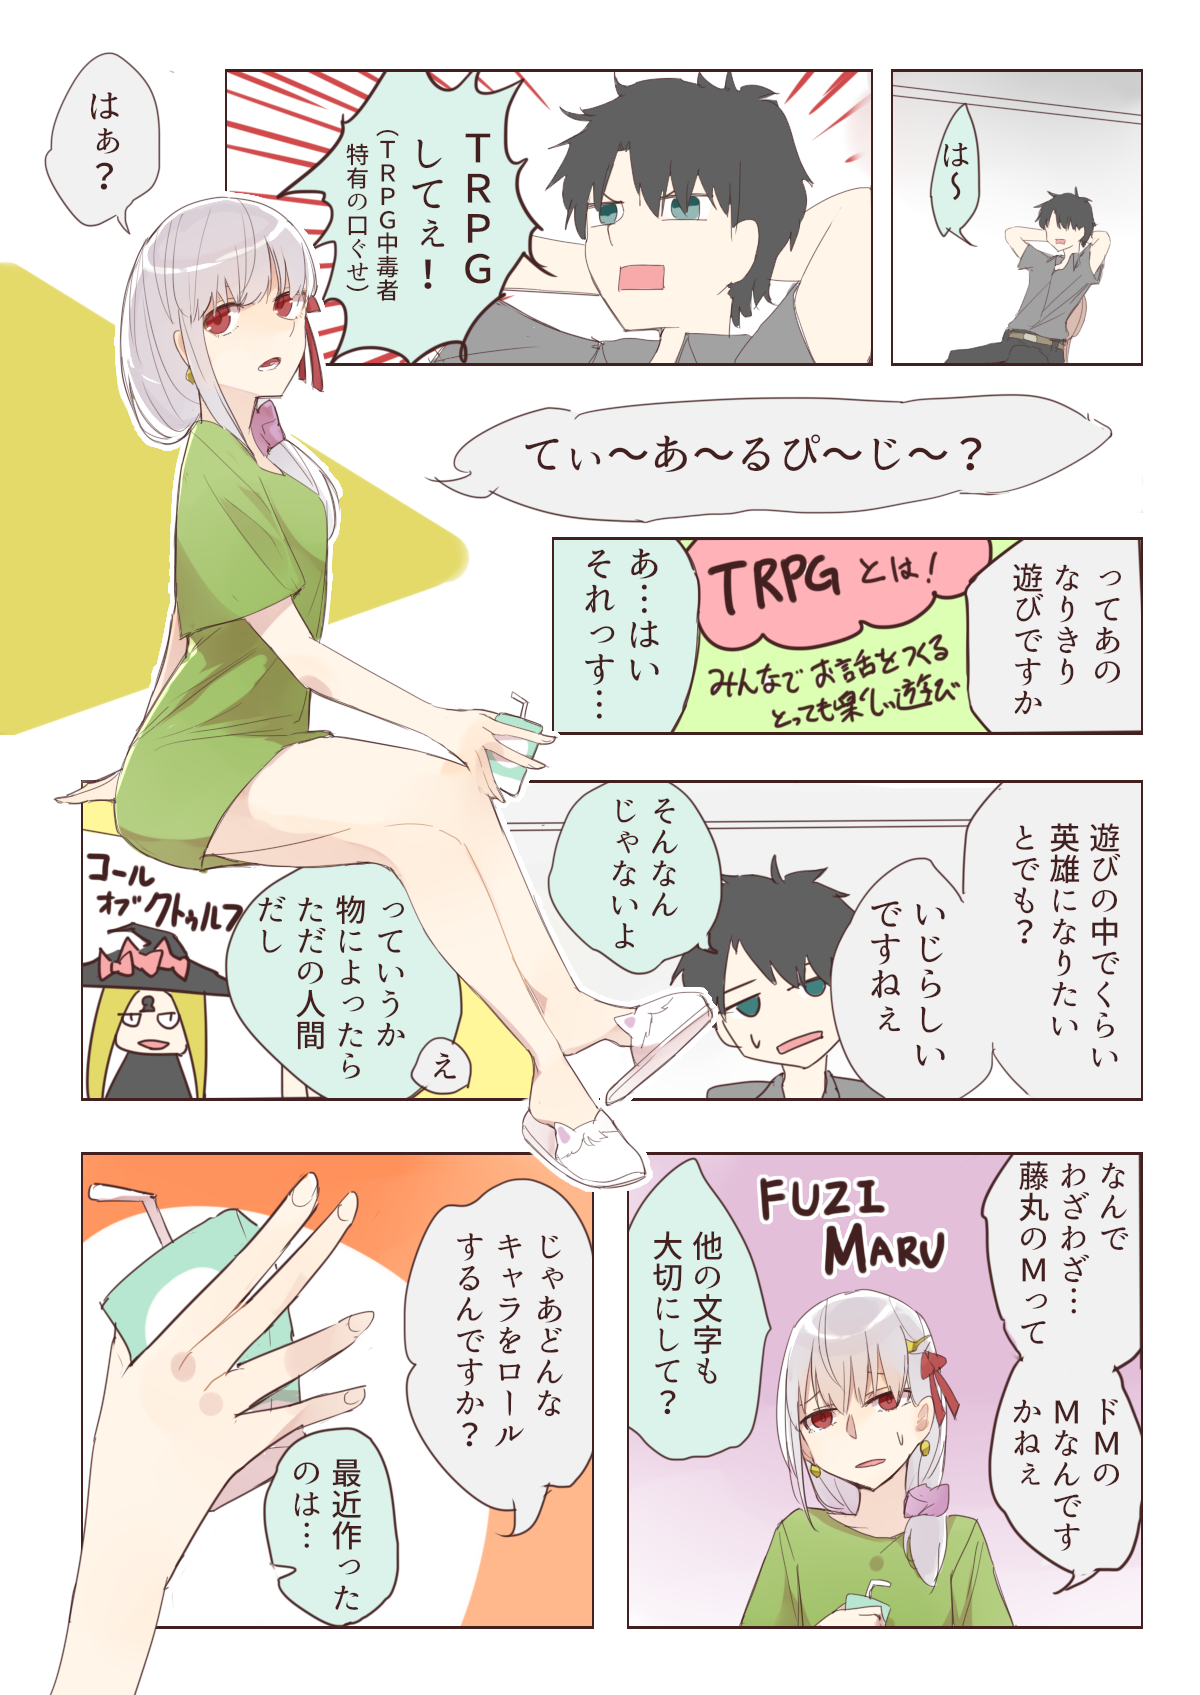 は〜
TRPG
してぇ！
（TRPG中毒者
特有の口ぐせ）
はぁ？
てぃ〜あ〜るぴ〜じ〜？
ってあの
なりきり
遊びですか
TRPGとは！
みんなでお話をつくる
とっても楽しい遊び
あ…はい
それっす…
遊びの中でくらい
英雄になりたい
とでも？
いじらしい
ですねぇ
そんなん
じゃないよ
っていうか
物によったら
ただの人間
だし
え
コール
オブクトゥルフ
なんで
わざわざ…
藤丸のMって
ドMの
Mなんです
かねぇ
FUZI
MARU
他の文字も
大切にして？
じゃあどんな
キャラをロール
するんですか？
最近作った
のは…